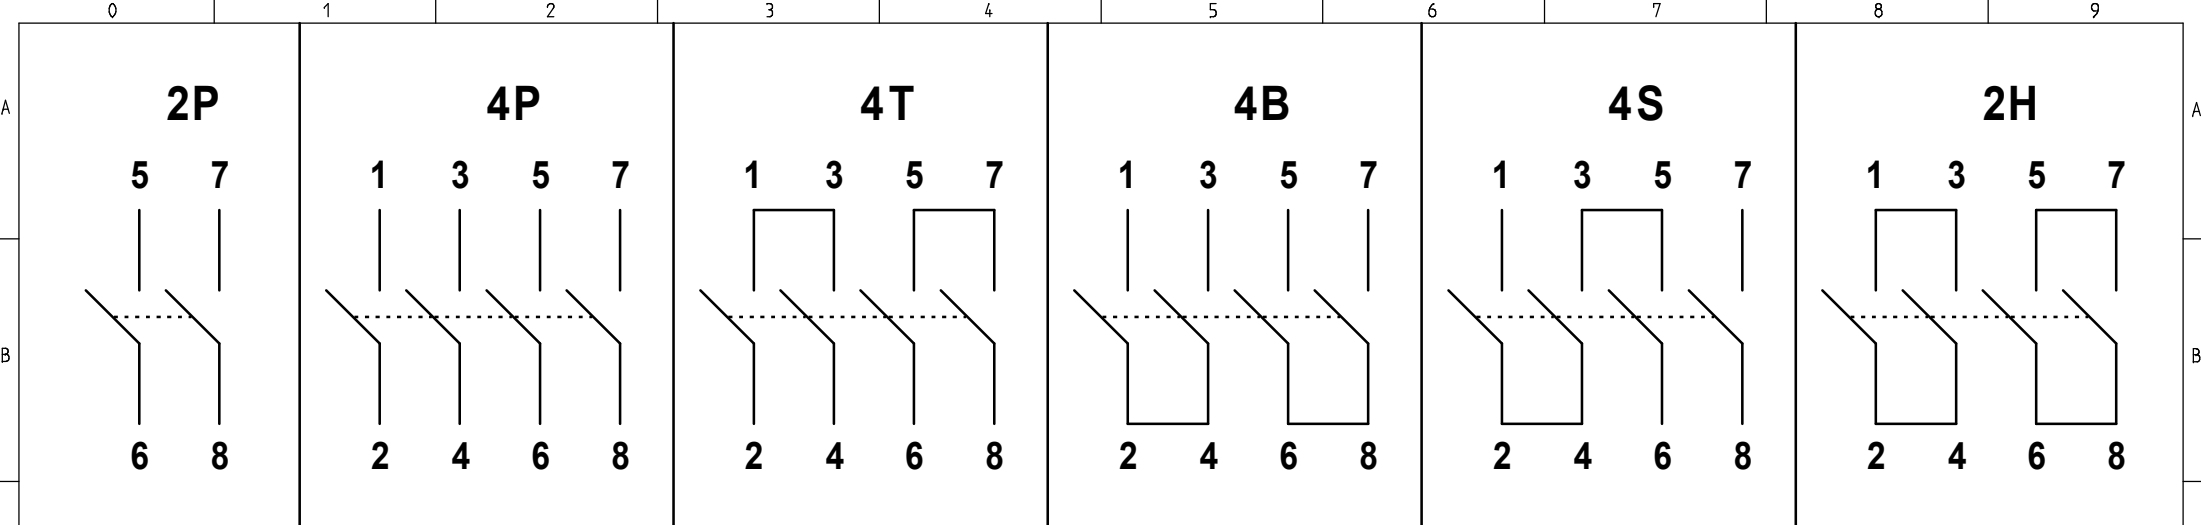 0 1 2 3 4 5 6 7 8 9
A A
2P 4P 4T 4B 4S 2H
5 7 1 3 5 7 1 3 5 7 1 3 5 7 1 3 5 7 1 3 5 7
B B
6 8 2 4 6 8 2 4 6 8 2 4 6 8 2 4 6 8 2 4 6 8